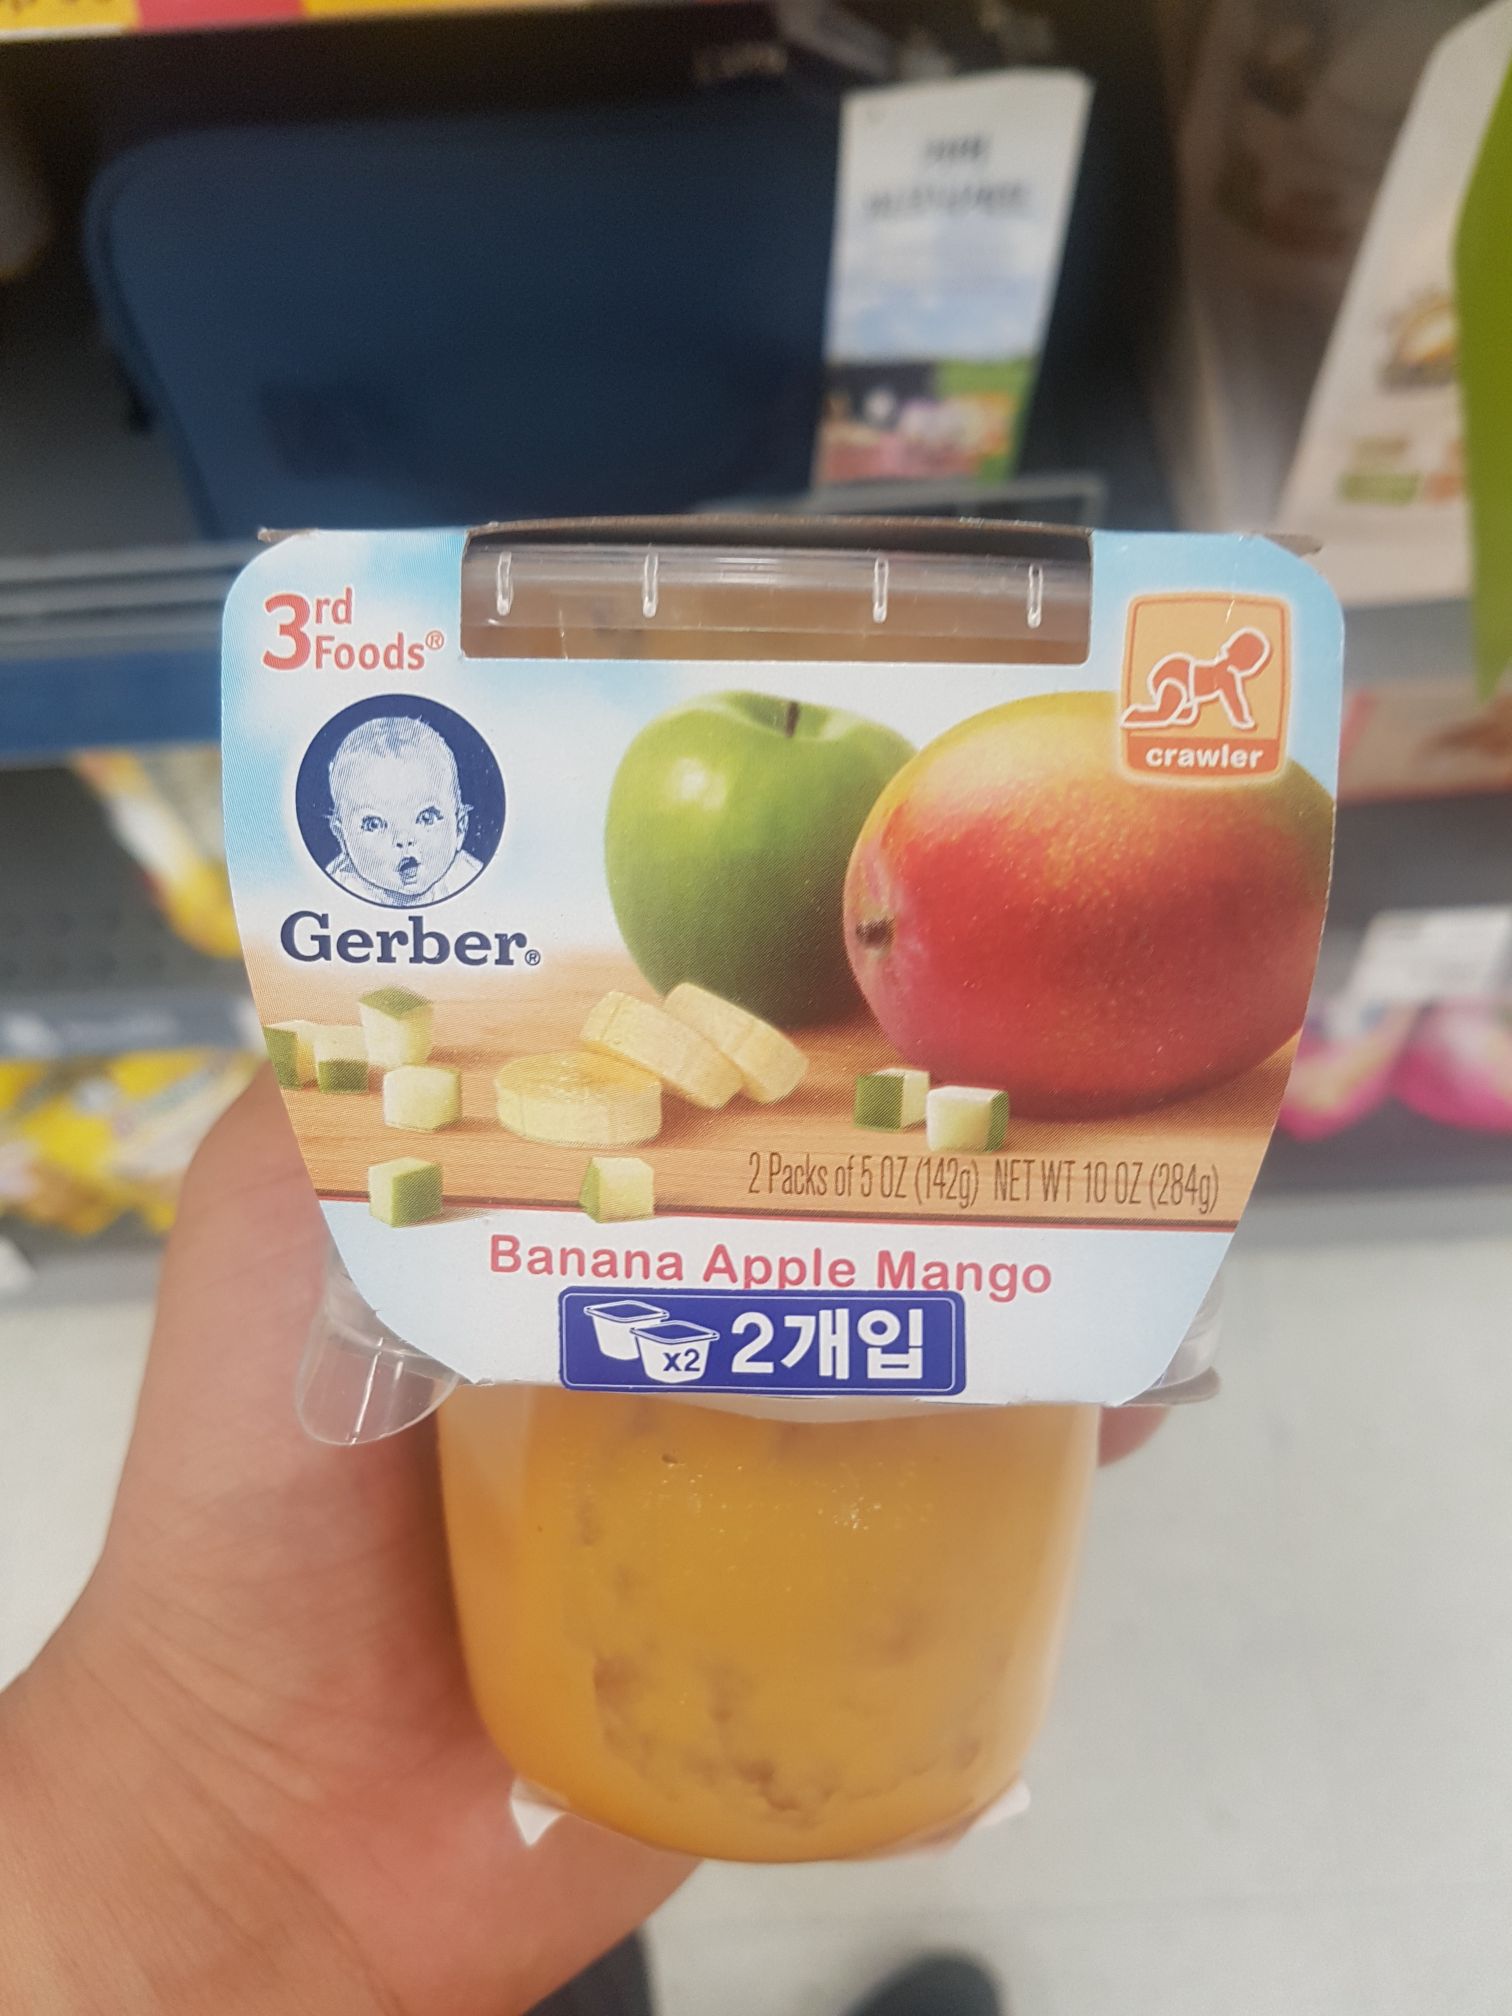 3rd
Foods®
crawler
Gerber®
2 Packs of 5 OZ (142g) NET WT 10 OZ (284g)
Banana Apple Mango
x2 2개입